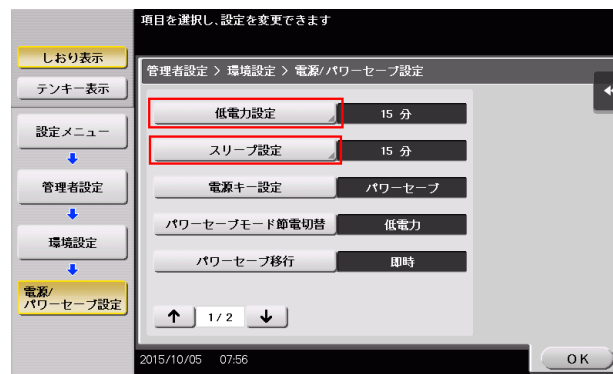 項目を選択し、設定を変更できます
しおり表示
テンキー表示
設定メニュー
管理者設定
環境設定
電源/
パワーセーブ設定
管理者設定 > 環境設定 > 電源/パワーセーブ設定
低電力設定 15 分
スリープ設定 15 分
電源キー設定 パワーセーブ
パワーセーブモード節電切替 低電力
パワーセーブ移行 即時
↑ 1/2 ↓
2015/10/05 07:56
OK